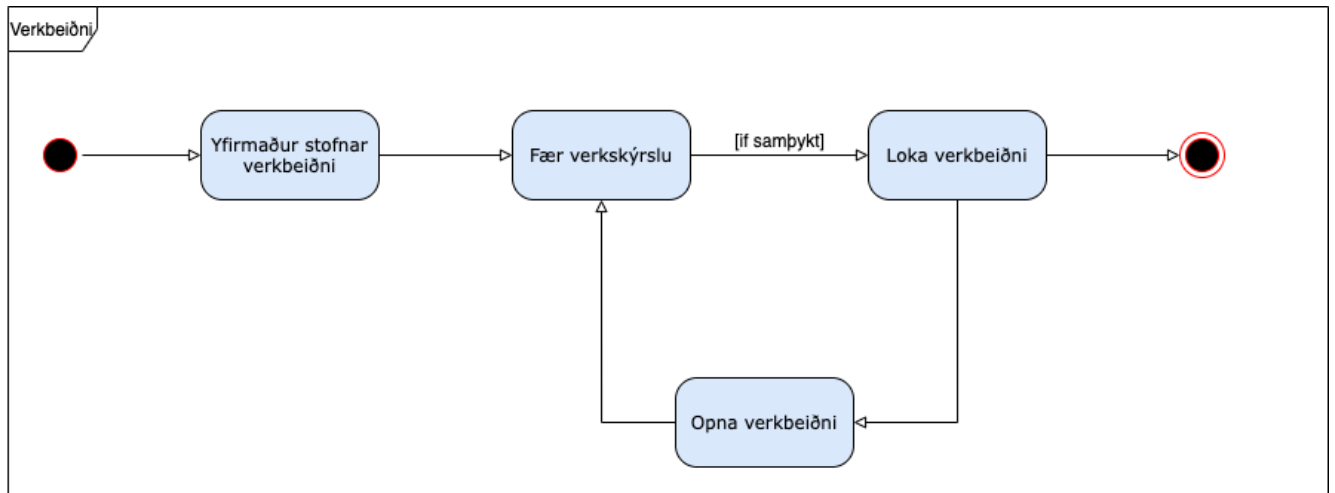 Verkbeiðni
Yfirmaður stofnar
verkbeiðni
Fær verkskýrslu
[if samþykt]
Loka verkbeiðni
Opna verkbeiðni